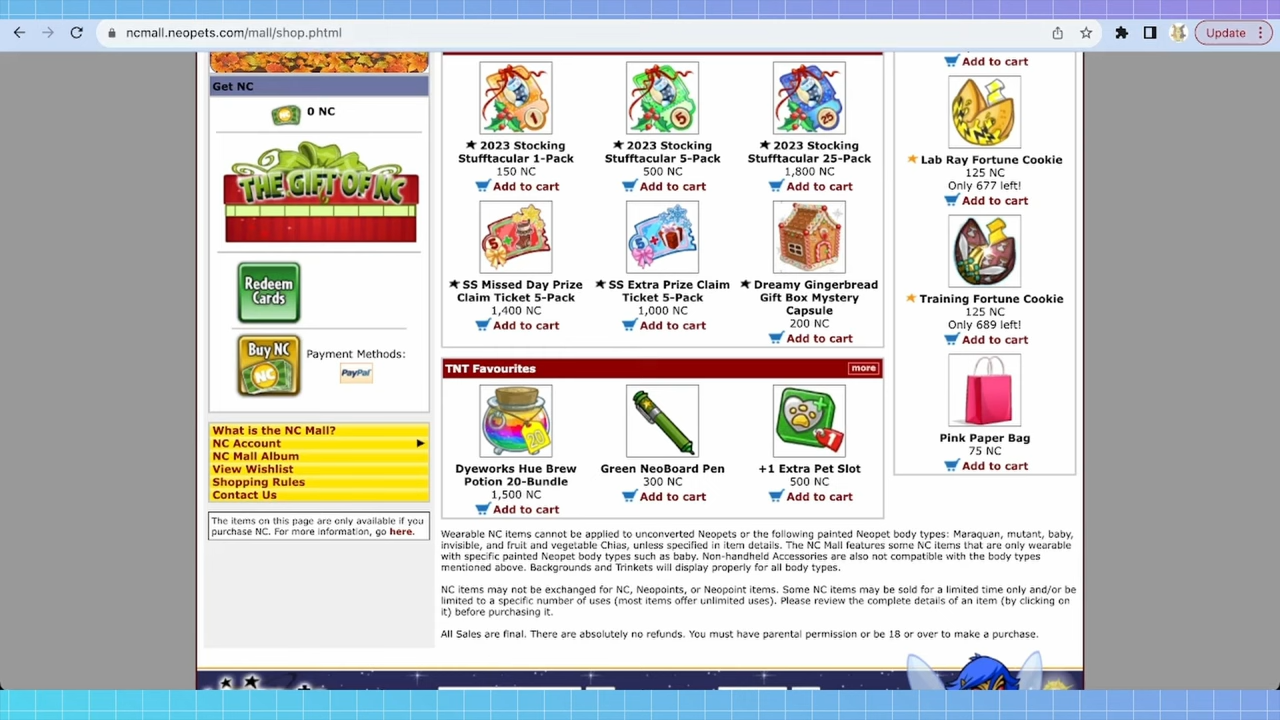 ncmall.neopets.com/mall/shop.phtml
Update
Get NC
0 NC
THE GIFT OF NC
Redeem
Cards
Buy NC
NC
Payment Methods:
PayPal
What is the NC Mall?
NC Account
NC Mall Album
View Wishlist
Shopping Rules
Contact Us
The items on this page are only available if you
purchase NC. For more information, go here.
1
5
25
2023 Stocking
Stufftacular 1-Pack
150 NC
Add to cart
2023 Stocking
Stufftacular 5-Pack
500 NC
Add to cart
2023 Stocking
Stufftacular 25-Pack
1,800 NC
Add to cart
5+
5+
SS Missed Day Prize
Claim Ticket 5-Pack
1,400 NC
Add to cart
SS Extra Prize Claim
Ticket 5-Pack
1,000 NC
Add to cart
Dreamy Gingerbread
Gift Box Mystery
Capsule
200 NC
Add to cart
TNT Favourites
more
20
Dyeworks Hue Brew
Potion 20-Bundle
1,500 NC
Add to cart
Green NeoBoard Pen
300 NC
Add to cart
+1
+1 Extra Pet Slot
500 NC
Add to cart
Add to cart
Lab Ray Fortune Cookie
125 NC
Only 677 left!
Add to cart
Training Fortune Cookie
125 NC
Only 689 left!
Add to cart
Pink Paper Bag
75 NC
Add to cart
Wearable NC items cannot be applied to unconverted Neopets or the following painted Neopet body types: Maraquan, mutant, baby,
invisible, and fruit and vegetable Chias, unless specified in item details. The NC Mall features some NC items that are only wearable
with specific painted Neopet body types such as baby. Non-handheld Accessories are also not compatible with the body types
mentioned above. Backgrounds and Trinkets will display properly for all body types.
NC items may not be exchanged for NC, Neopoints, or Neopoint items. Some NC items may be sold for a limited time only and/or be
limited to a specific number of uses (most items offer unlimited uses). Please review the complete details of an item (by clicking on
it) before purchasing it.
All Sales are final. There are absolutely no refunds. You must have parental permission or be 18 or over to make a purchase.